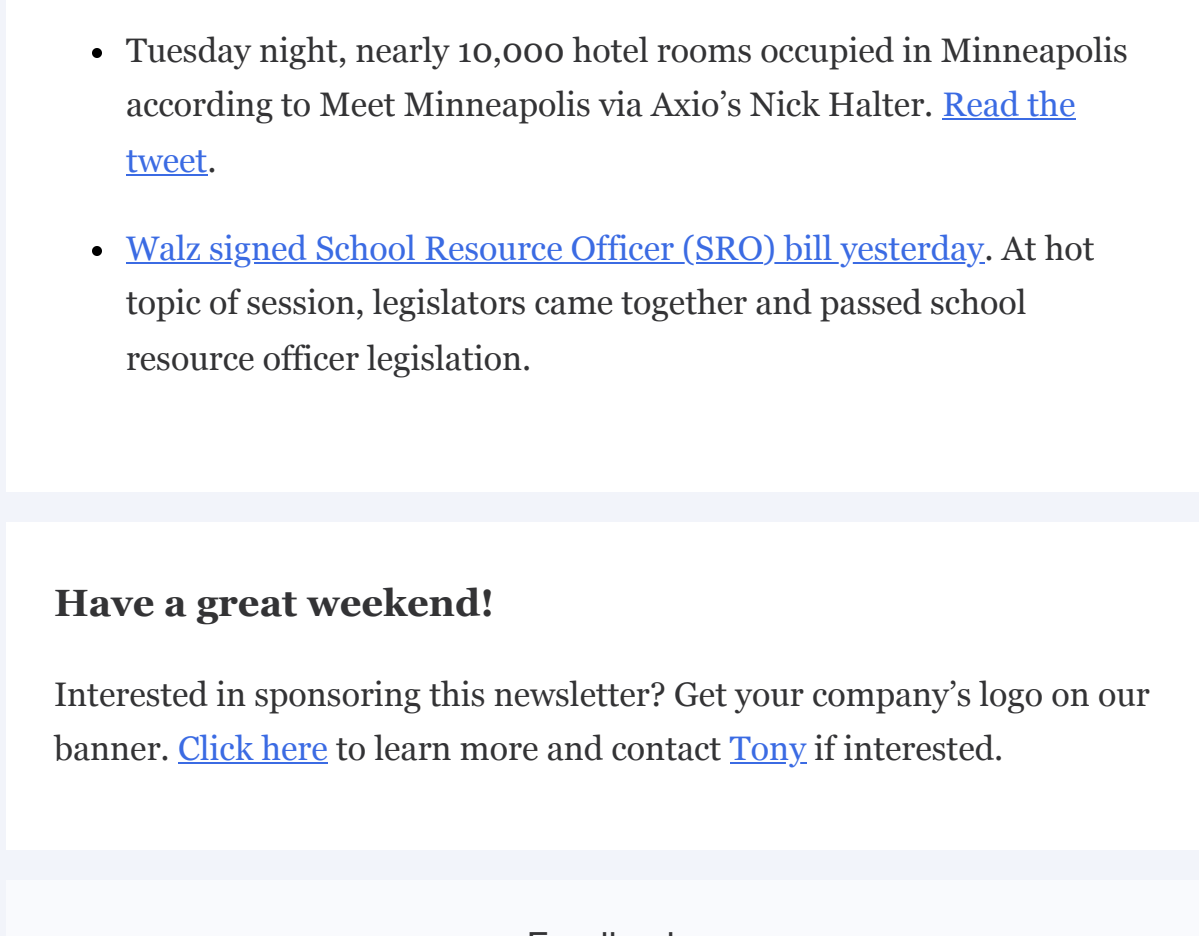 • Tuesday night, nearly 10,000 hotel rooms occupied in Minneapolis
according to Meet Minneapolis via Axio’s Nick Halter. Read the
tweet.
• Walz signed School Resource Officer (SRO) bill yesterday. At hot
topic of session, legislators came together and passed school
resource officer legislation.
Have a great weekend!
Interested in sponsoring this newsletter? Get your company’s logo on our
banner. Click here to learn more and contact Tony if interested.